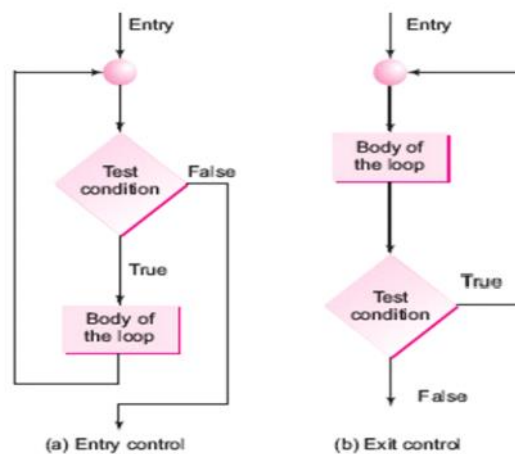 Entry
Test
condition
False
True
Body of
the loop
(a) Entry control
Entry
Body of
the loop
Test
condition
True
False
(b) Exit control